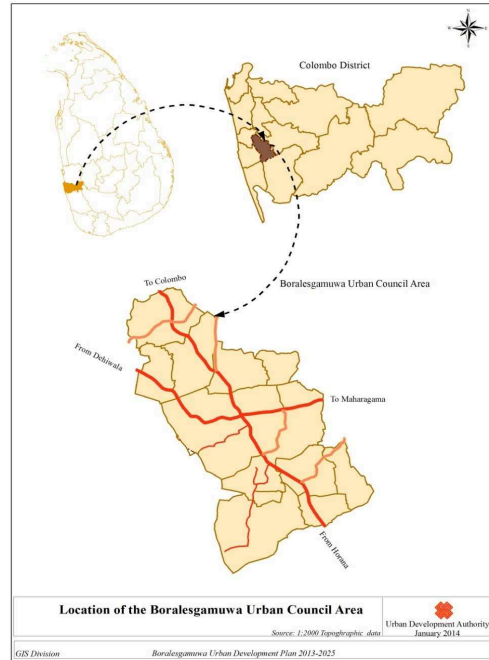 N
W
E
S
Colombo District
Boralesgamuwa Urban Council Area
To Colombo
From Dehiwala
To Maharagama
From Horana
Location of the Boralesgamuwa Urban Council Area
Source: 1:2000 Topoghraphic data
Urban Development Authority
January 2014
GIS Division
Boralesgamuwa Urban Development Plan 2013-2025